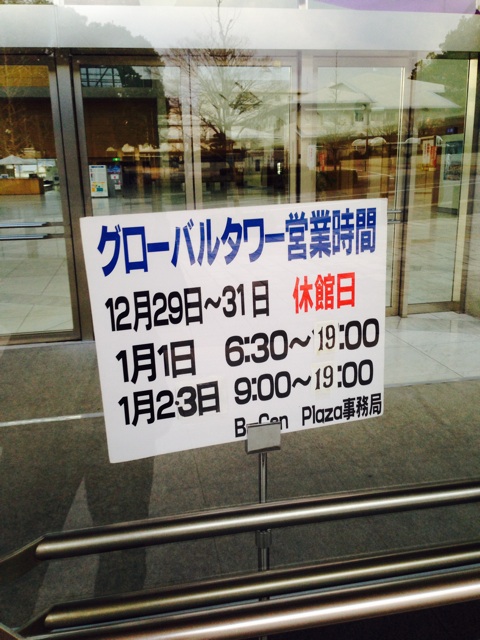 グローバルタワー営業時間
12月29日～31日 休館日
1月1日 6:30～19:00
1月2・3日 9:00～19:00
Plaza事務局